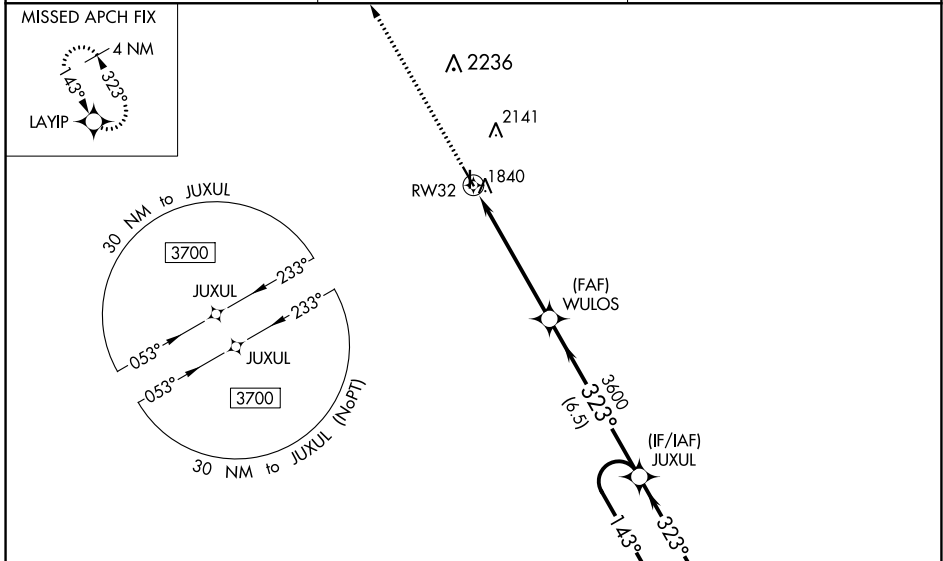 MISSED APCH FIX
4 NM
143°
323°
LAYIP
2236
2141
1840
RW32
30 NM to JUXUL
3700
JUXUL
233°
053°
233°
JUXUL
053°
3700
30 NM to JUXUL (NoPT)
(FAF)
WULOS
3600
323°
(6.5)
(IF/IAF)
JUXUL
143°
323°